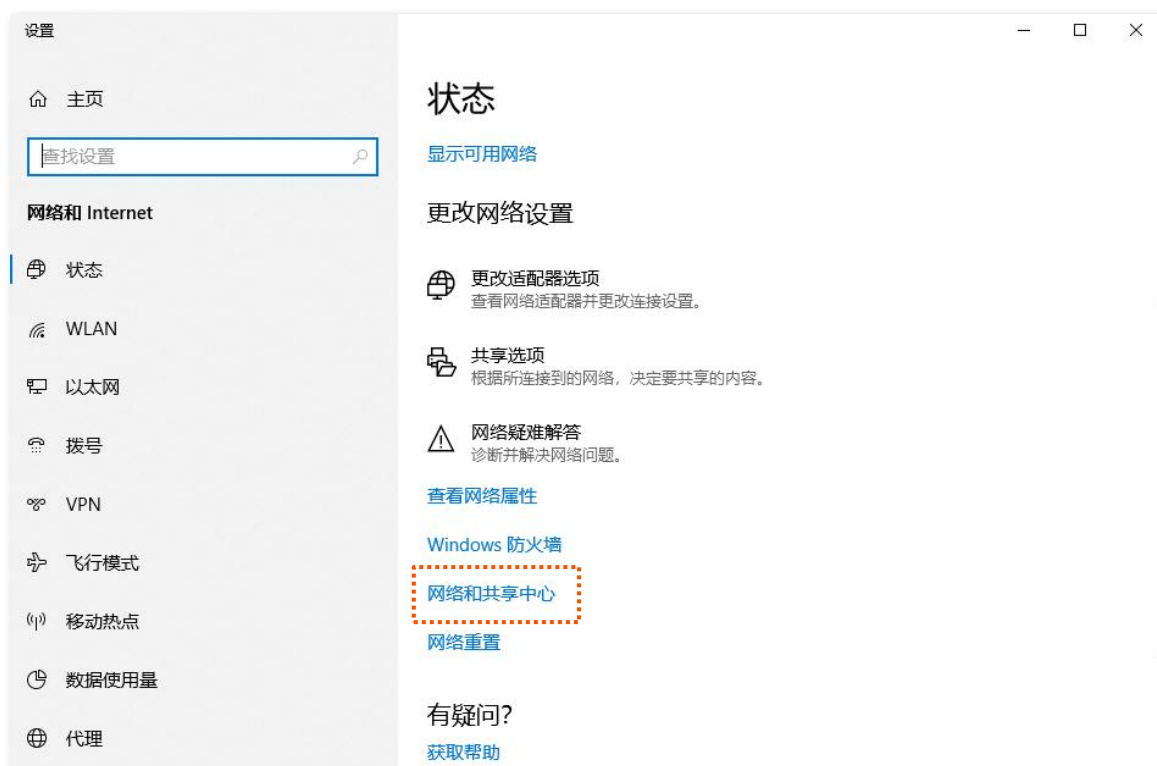 设置
主页
查找设置
网络和 Internet
状态
WLAN
以太网
拨号
VPN
飞行模式
移动热点
数据使用量
代理
状态
显示可用网络
更改网络设置
更改适配器选项
查看网络适配器并更改连接设置。
共享选项
根据所连接到的网络，决定要共享的内容。
网络疑难解答
诊断并解决网络问题。
查看网络属性
Windows 防火墙
网络和共享中心
网络重置
有疑问?
获取帮助